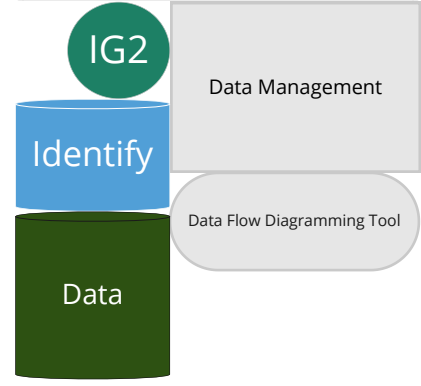 IG2
Data Management
Identify
Data Flow Diagramming Tool
Data